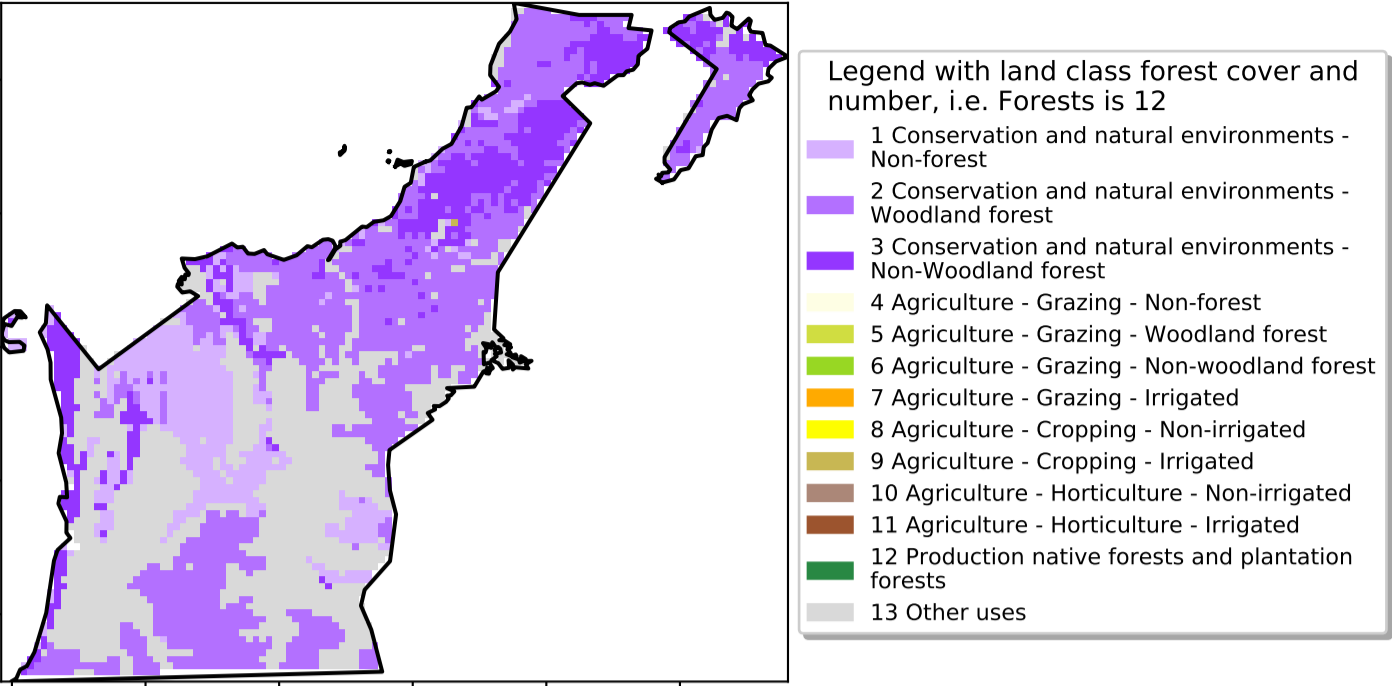 Legend with land class forest cover and
number, i.e. Forests is 12
1 Conservation and natural environments -
Non-forest
2 Conservation and natural environments -
Woodland forest
3 Conservation and natural environments -
Non-Woodland forest
4 Agriculture - Grazing - Non-forest
5 Agriculture - Grazing - Woodland forest
6 Agriculture - Grazing - Non-woodland forest
7 Agriculture - Grazing - Irrigated
8 Agriculture - Cropping - Non-irrigated
9 Agriculture - Cropping - Irrigated
10 Agriculture - Horticulture - Non-irrigated
11 Agriculture - Horticulture - Irrigated
12 Production native forests and plantation
forests
13 Other uses